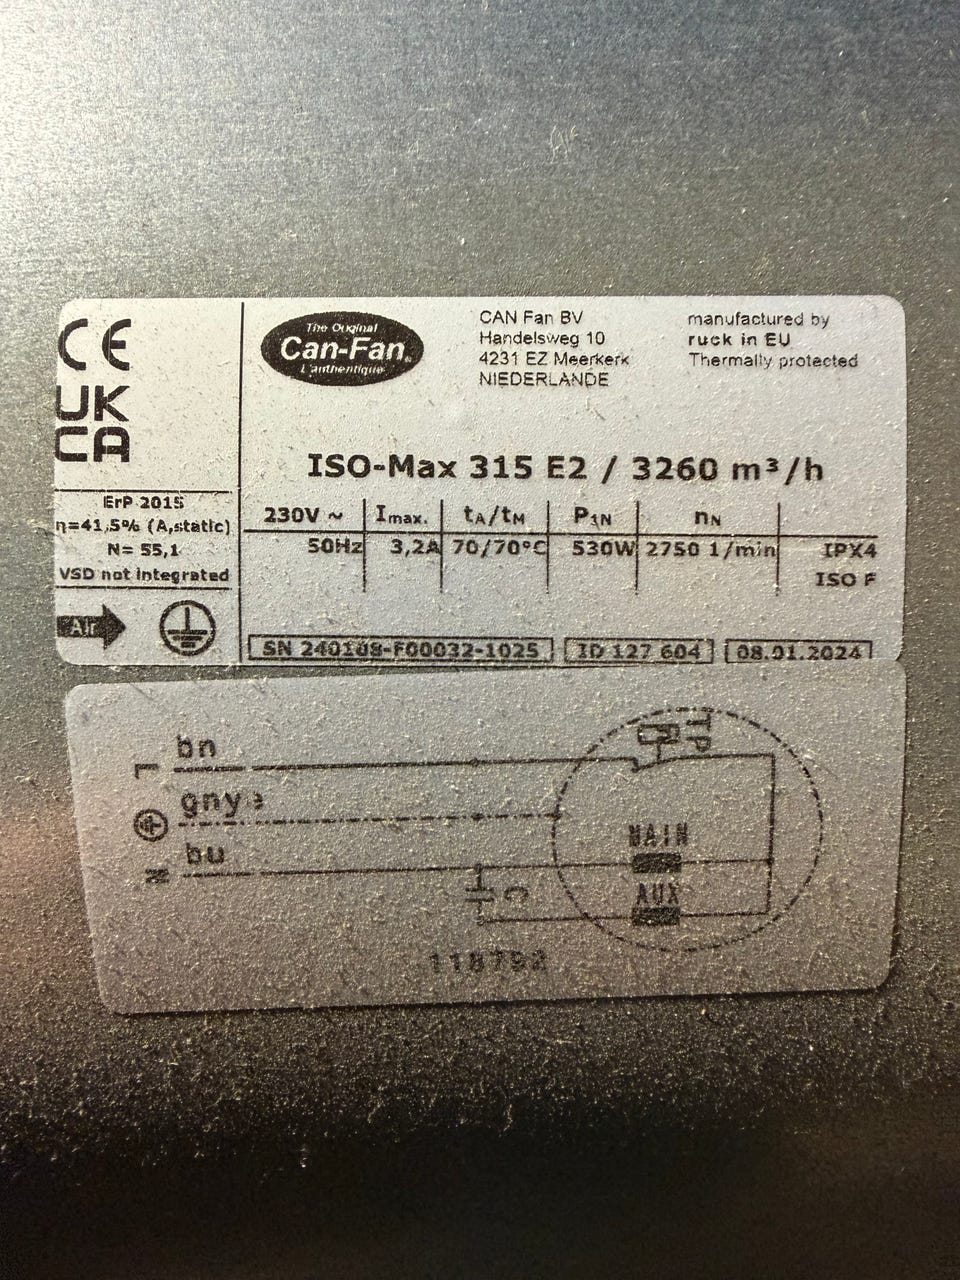 CE
UK
CA
ErP 2015
η=41,5% (A,static)
N= 55,1
VSD not integrated
Air
The Original
Can-Fan®
L'authentique
CAN Fan BV
Handelsweg 10
4231 EZ Meerkerk
NIEDERLANDE
manufactured by
ruck in EU
Thermally protected
ISO-Max 315 E2 / 3260 m³/h
230V ~ Imax. tA/tM P1N nN
50Hz 3,2A 70/70°C 530W 2750 1/min IPX4
ISO F
SN 240108-F00032-1025 ID 127 604 08.01.2024
TP
L bn
gnye
MAIN
N bu
C
AUX
118792